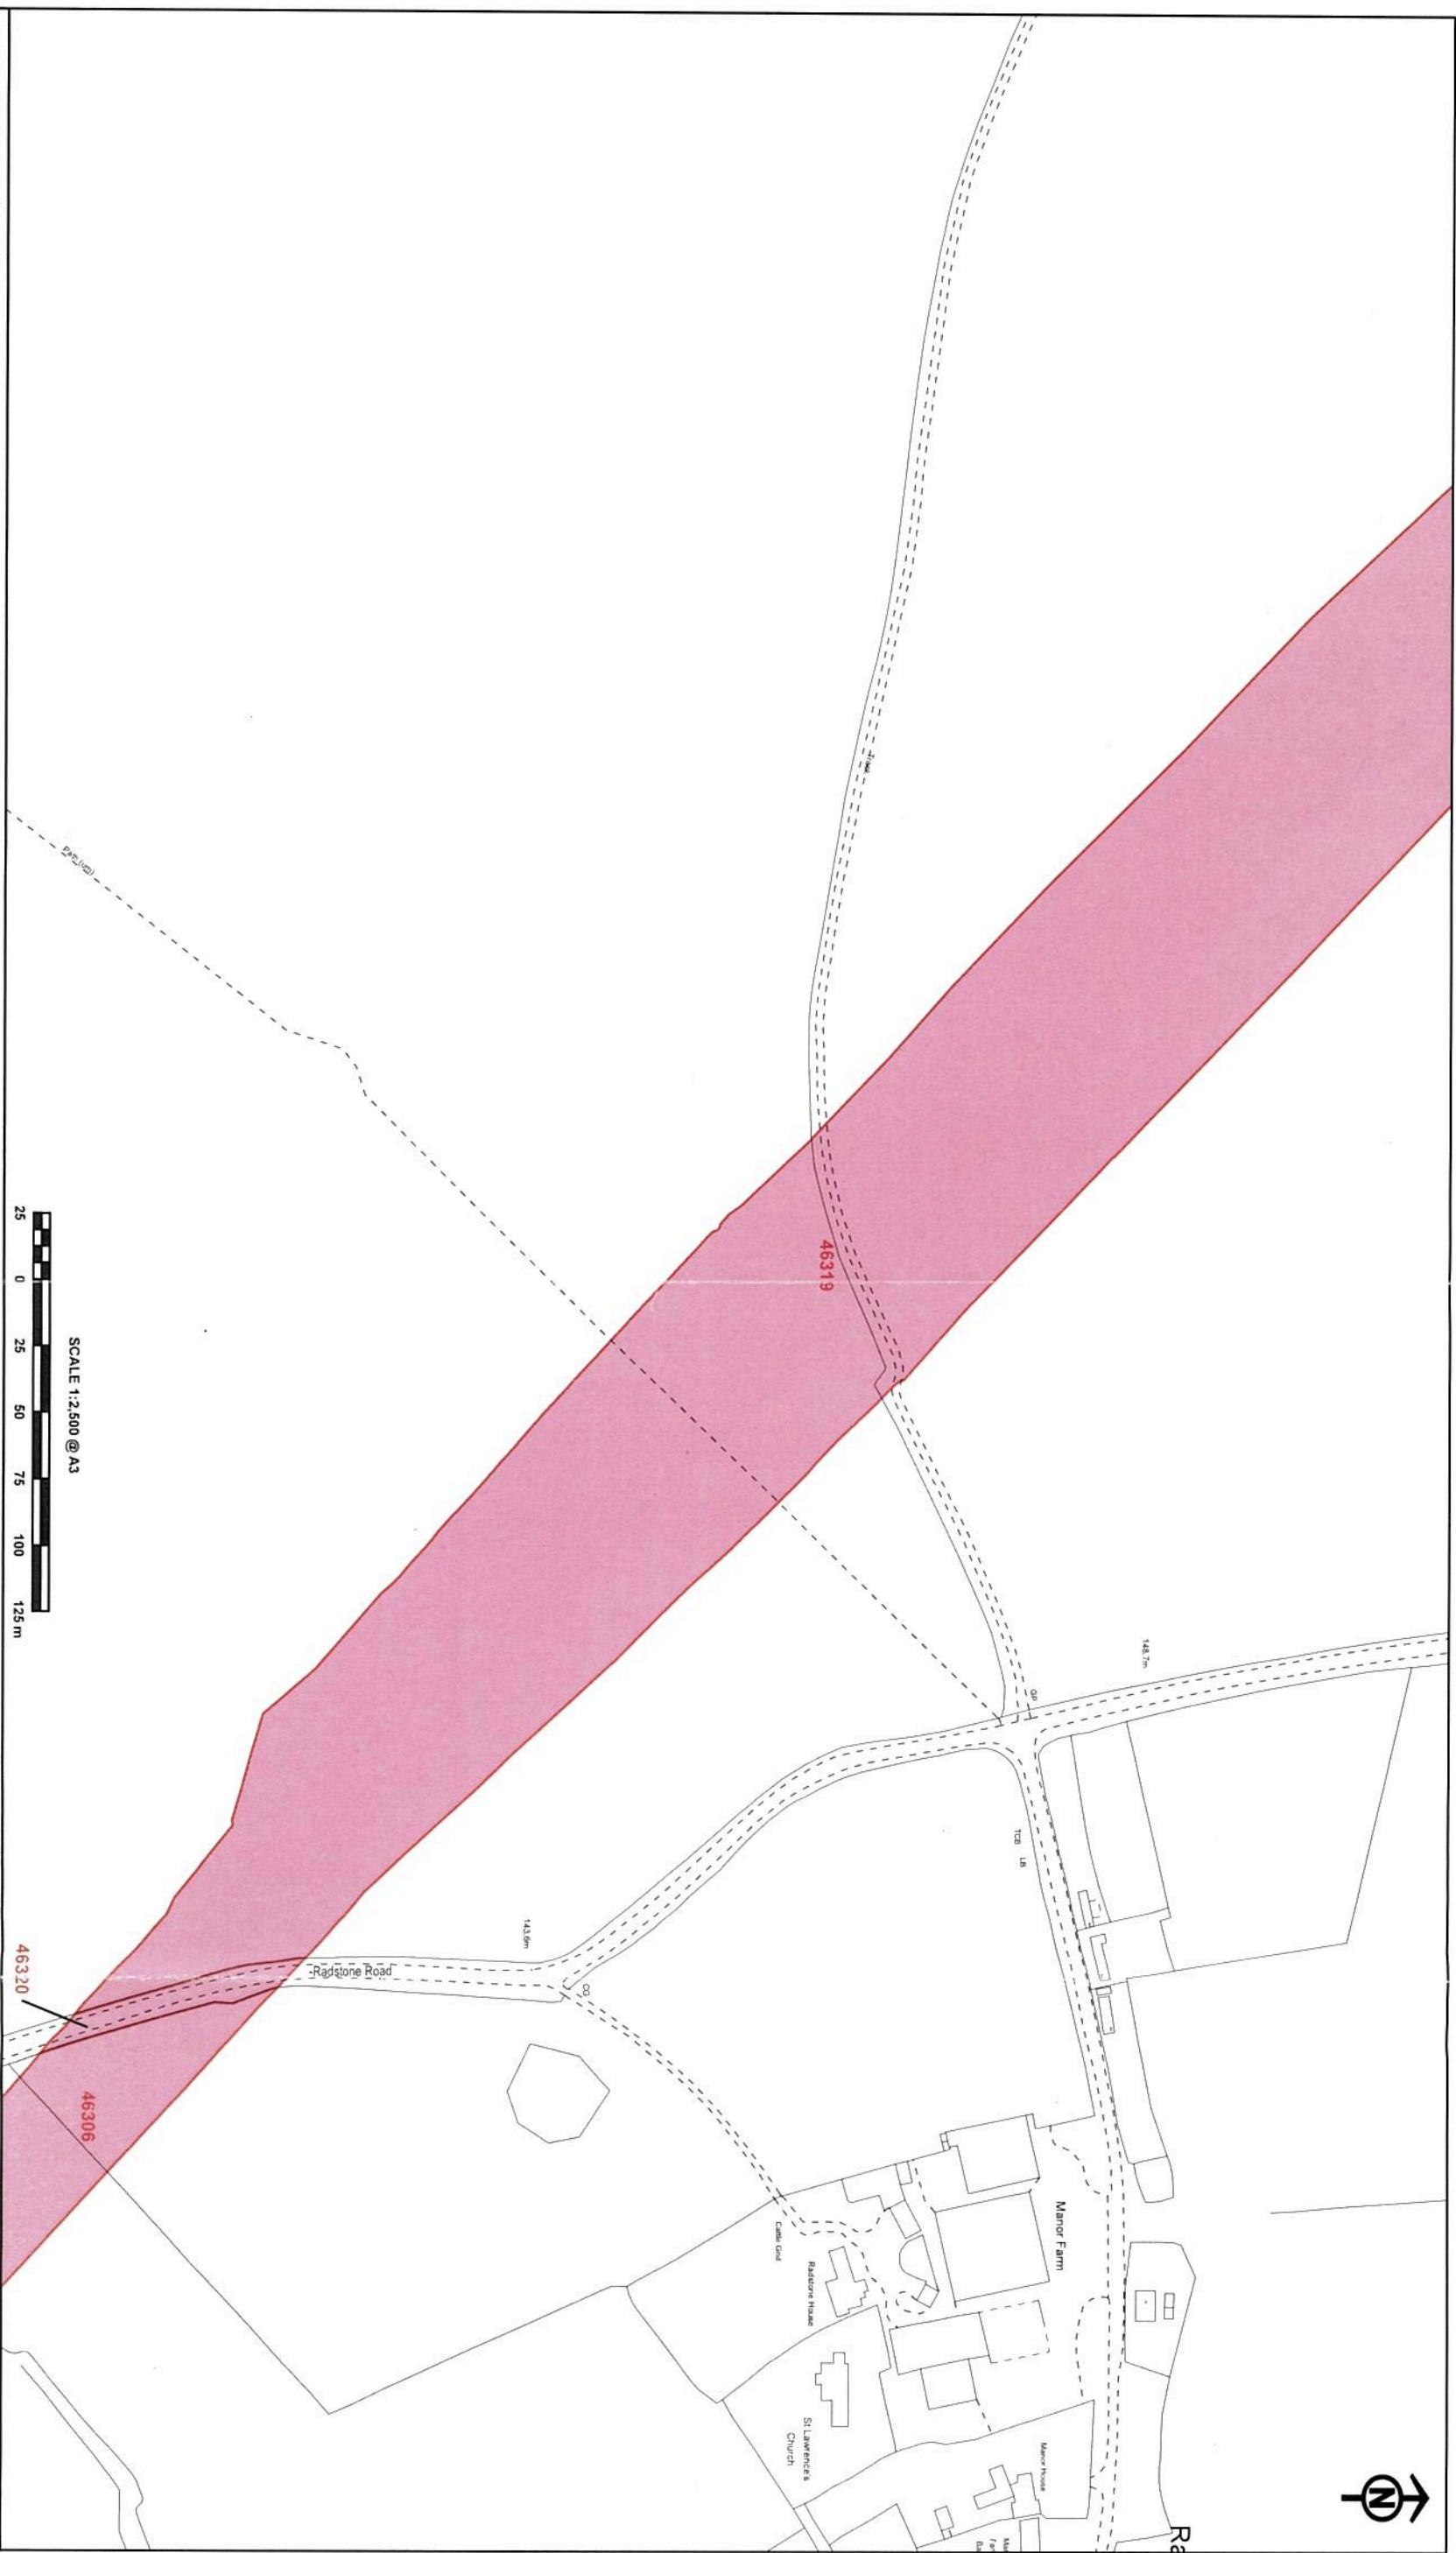 Track
Path (um)
46319
148.7m
GP
TCB
LB
143.6m
CG
Radstone Road
46320
46306
Manor Farm
Cattle Grid
Radstone House
St Lawrence's
Church
Manor House
Ra
N
SCALE 1:2,500 @ A3
25 0 25 50 75 100 125 m